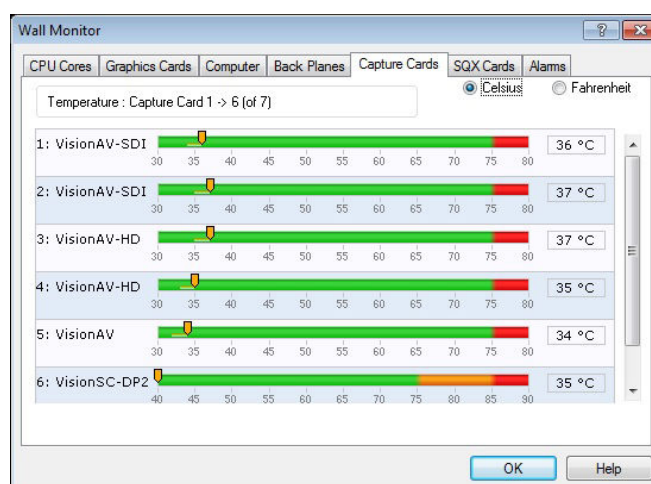 Wall Monitor
CPU Cores Graphics Cards Computer Back Planes Capture Cards SQX Cards Alarms
Temperature : Capture Card 1 -> 6 (of 7) Celsius Fahrenheit
1: VisionAV-SDI 36 °C
30 35 40 45 50 55 60 65 70 75 80
2: VisionAV-SDI 37 °C
30 35 40 45 50 55 60 65 70 75 80
3: VisionAV-HD 37 °C
30 35 40 45 50 55 60 65 70 75 80
4: VisionAV-HD 35 °C
30 35 40 45 50 55 60 65 70 75 80
5: VisionAV 34 °C
30 35 40 45 50 55 60 65 70 75 80
6: VisionSC-DP2 35 °C
40 45 50 55 60 65 70 75 80 85 90
OK Help